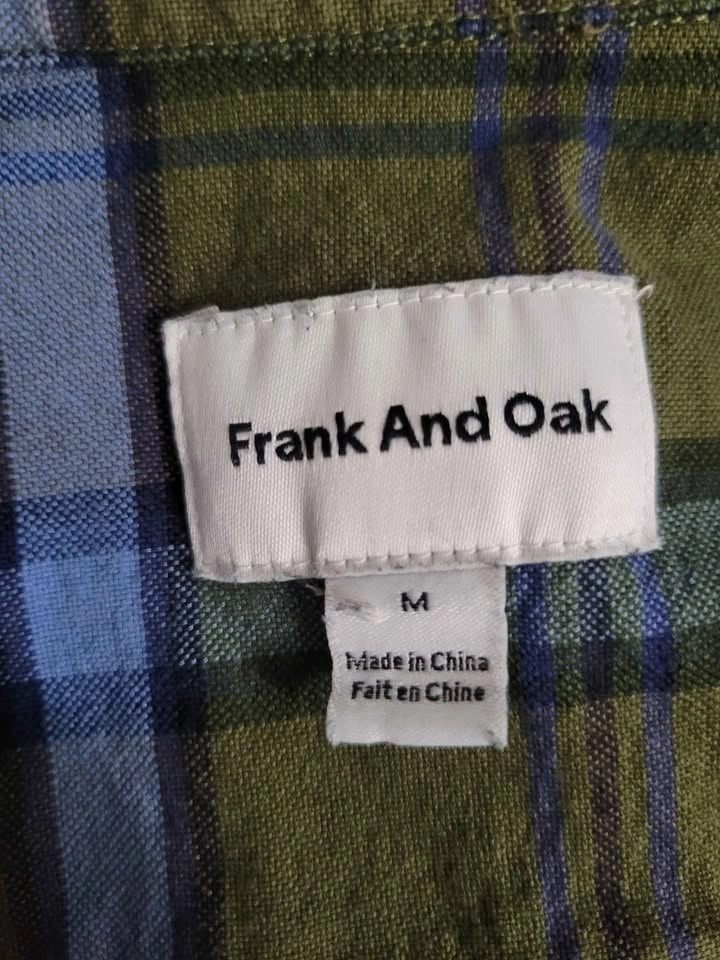 Frank And Oak
M
Made in China
Fait en Chine